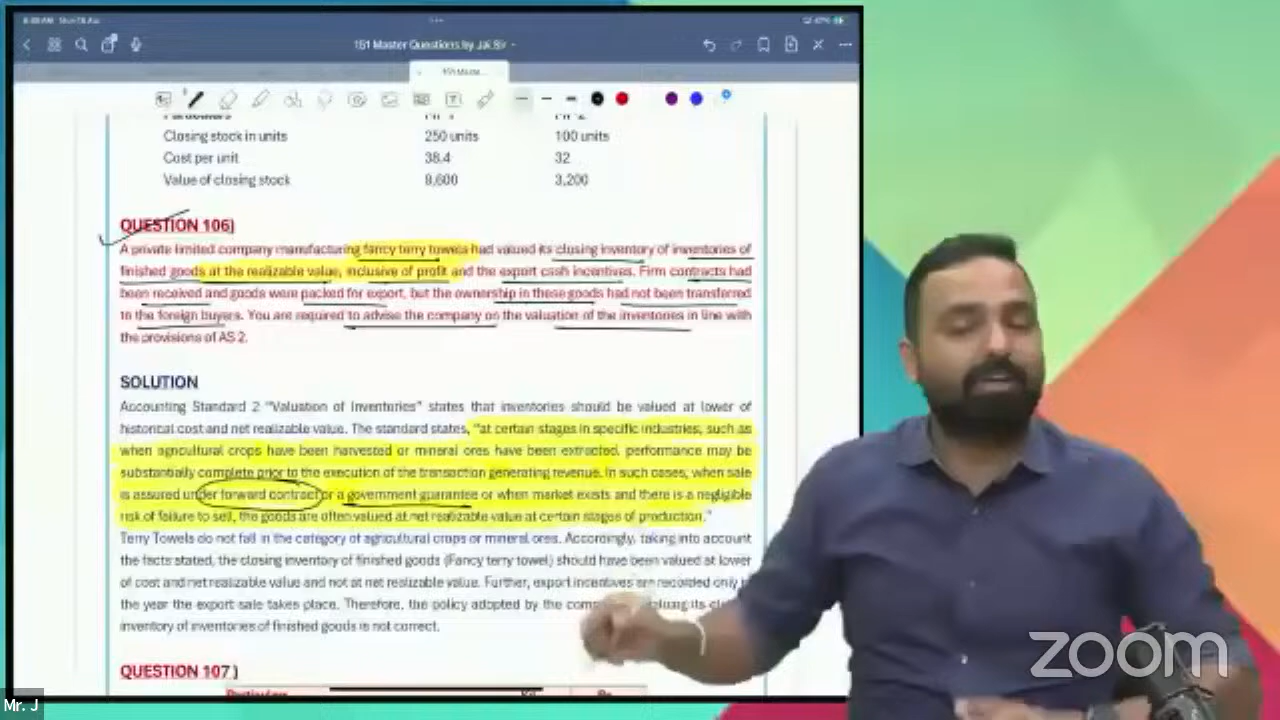 151 Master Questions by Jai Sir
Closing stock in units 250 units 100 units
Cost per unit 38.4 32
Value of closing stock 9,600 3,200
QUESTION 106)
A private limited company manufacturing fancy terry towels had valued its closing inventory of inventories of
finished goods at the realizable value, inclusive of profit and the export cash incentives. Firm contracts had
been received and goods were packed for export, but the ownership in these goods had not been transferred
to the foreign buyers. You are required to advise the company on the valuation of the inventories in line with
the provisions of AS 2.
SOLUTION
Accounting Standard 2 "Valuation of Inventories" states that inventories should be valued at lower of
historical cost and net realizable value. The standard states, "at certain stages in specific industries, such as
when agricultural crops have been harvested or mineral ores have been extracted, performance may be
substantially complete prior to the execution of the transaction generating revenue. In such cases, when sale
is assured under forward contract or a government guarantee or when market exists and there is a negligible
risk of failure to sell, the goods are often valued at net realizable value at certain stages of production."
Terry Towels do not fall in the category of agricultural crops or mineral ores. Accordingly, taking into account
the facts stated, the closing inventory of finished goods (Fancy terry towel) should have been valued at lower
of cost and net realizable value and not at net realizable value. Further, export incentives are recorded only
the year the export sale takes place. Therefore, the policy adopted by the
inventory of inventories of finished goods is not correct.
QUESTION 107)
Particulars Kg Rs.
zoom
Mr. J